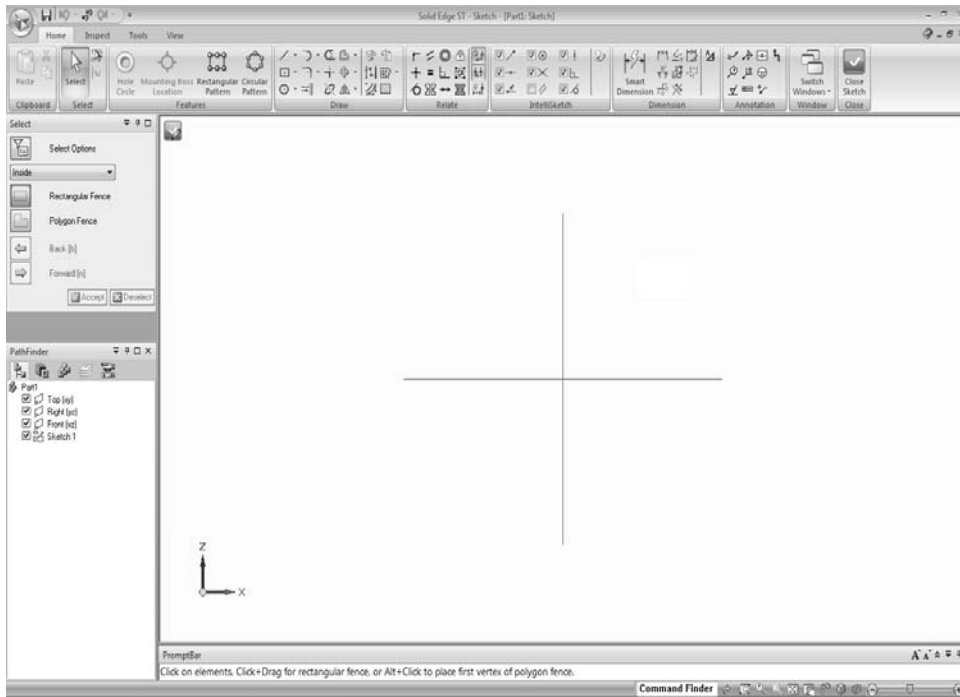 Solid Edge ST - Sketch - [Part1: Sketch]
Home Inspect Tools View
Paste
Select
Hole Circle
Mounting Boss Location
Rectangular Pattern
Circular Pattern
Smart Dimension
Switch Windows
Close Sketch
Clipboard Select Features Draw Relate IntelliSketch Dimension Annotation Window Close
Select
Select Options
Inside
Rectangular Fence
Polygon Fence
Back [b]
Forward [n]
Accept Deselect
PathFinder
Part1
Top (xy)
Right (yz)
Front (xz)
Sketch 1
Z
X
PromptBar
Click on elements, Click+Drag for rectangular fence, or Alt+Click to place first vertex of polygon fence.
Command Finder